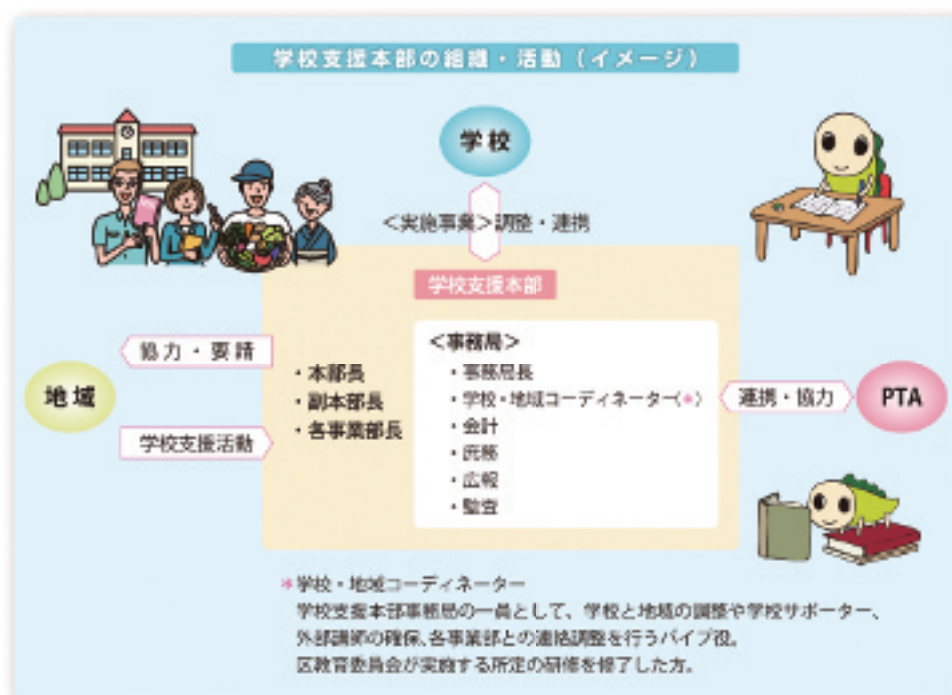 学校支援本部の組織・活動（イメージ）
学校
＜実施事業＞調整・連携
学校支援本部
協力・要請
地域
学校支援活動
・本部長
・副本部長
・各事業部長
＜事務局＞
・事務局長
・学校・地域コーディネーター(＊)
・会計
・庶務
・広報
・監査
連携・協力
PTA
＊学校・地域コーディネーター
学校支援本部事務局の一員として、学校と地域の調整や学校サポーター、
外部講師の確保、各事業部との連絡調整を行うパイプ役。
区教育委員会が実施する所定の研修を修了した方。